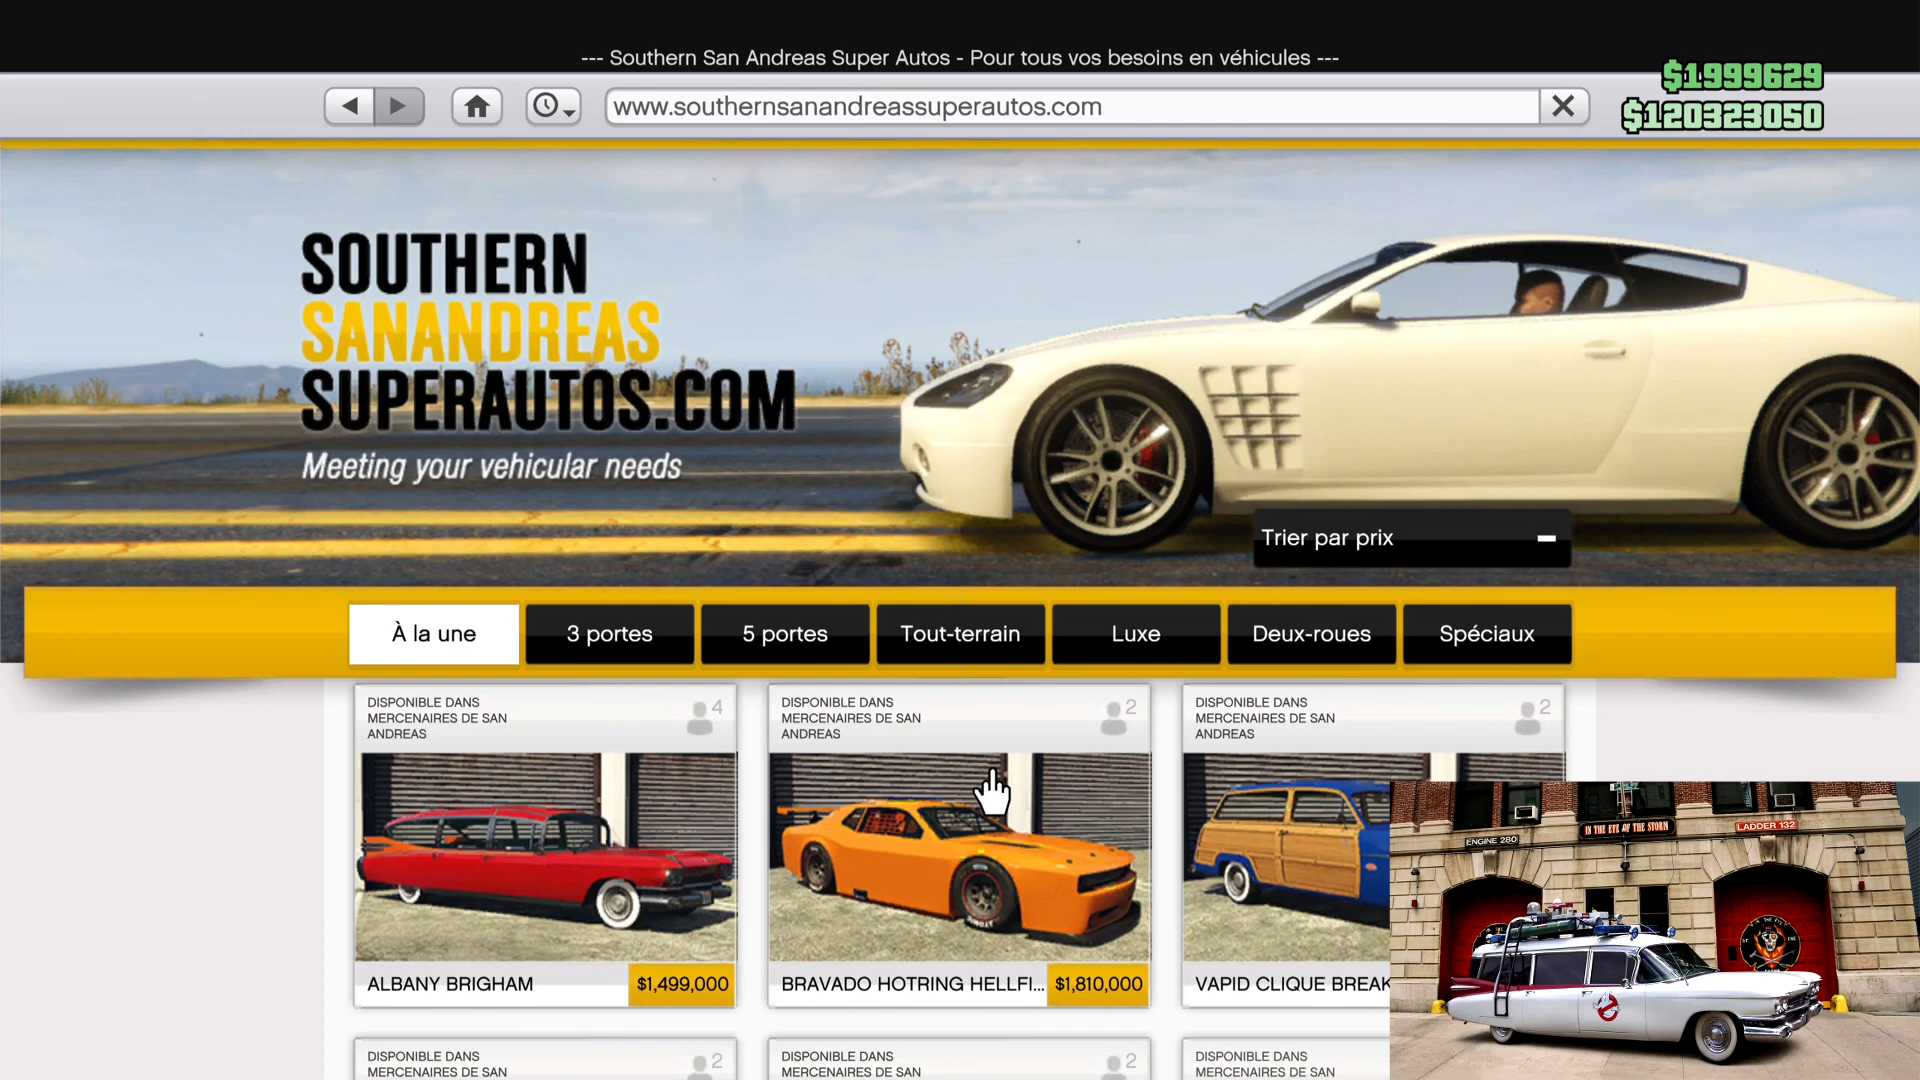 --- Southern San Andreas Super Autos - Pour tous vos besoins en véhicules ---
$1999629
www.southernsanandreassuperautos.com
$120323050
SOUTHERN
SANANDREAS
SUPERAUTOS.COM
Meeting your vehicular needs
Trier par prix
À la une
3 portes
5 portes
Tout-terrain
Luxe
Deux-roues
Spéciaux
DISPONIBLE DANS
MERCENAIRES DE SAN
ANDREAS
4
DISPONIBLE DANS
MERCENAIRES DE SAN
ANDREAS
2
DISPONIBLE DANS
MERCENAIRES DE SAN
ANDREAS
2
ENGINE 280
IN THE EYE OF THE STORM
LADDER 132
ALBANY BRIGHAM
$1,499,000
BRAVADO HOTRING HELLFI...
$1,810,000
VAPID CLIQUE BREAK
DISPONIBLE DANS
MERCENAIRES DE SAN
2
DISPONIBLE DANS
MERCENAIRES DE SAN
2
DISPONIBLE DANS
MERCENAIRES DE SAN